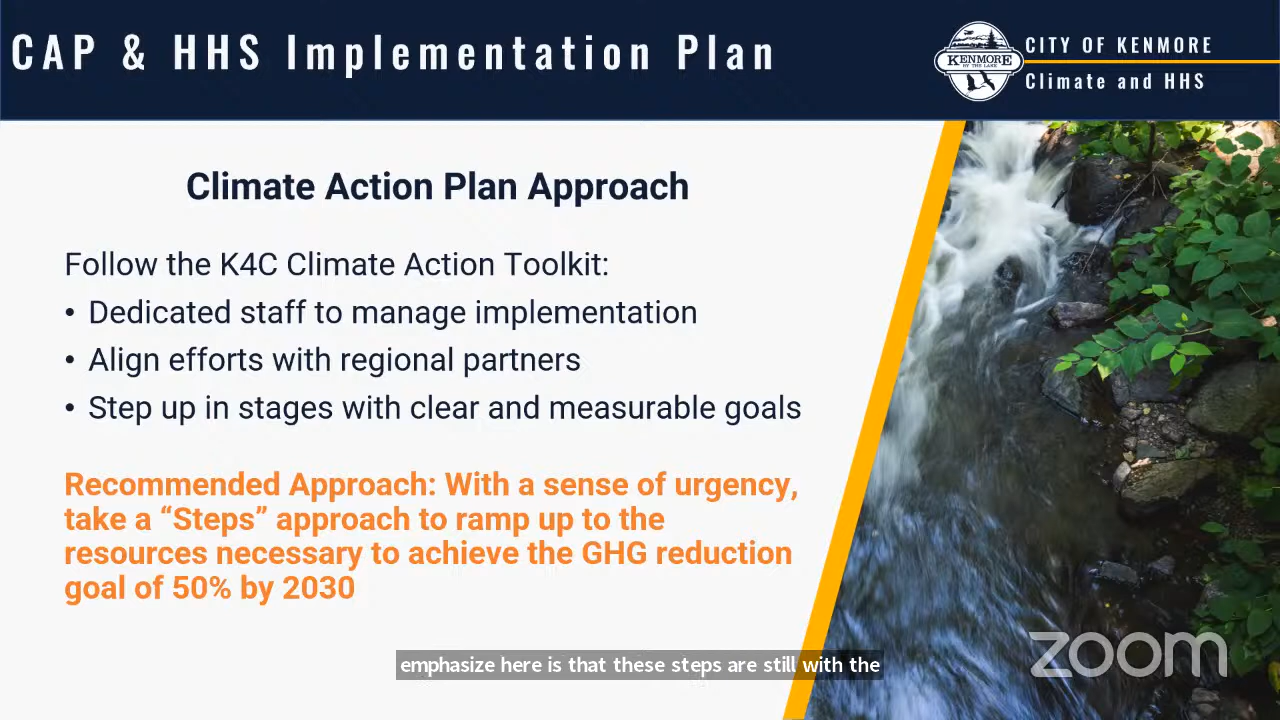 CAP & HHS Implementation Plan
KENMORE
BY THE LAKE
CITY OF KENMORE
Climate and HHS
Climate Action Plan Approach
Follow the K4C Climate Action Toolkit:
• Dedicated staff to manage implementation
• Align efforts with regional partners
• Step up in stages with clear and measurable goals
Recommended Approach: With a sense of urgency,
take a “Steps” approach to ramp up to the
resources necessary to achieve the GHG reduction
goal of 50% by 2030
emphasize here is that these steps are still with the
zoom